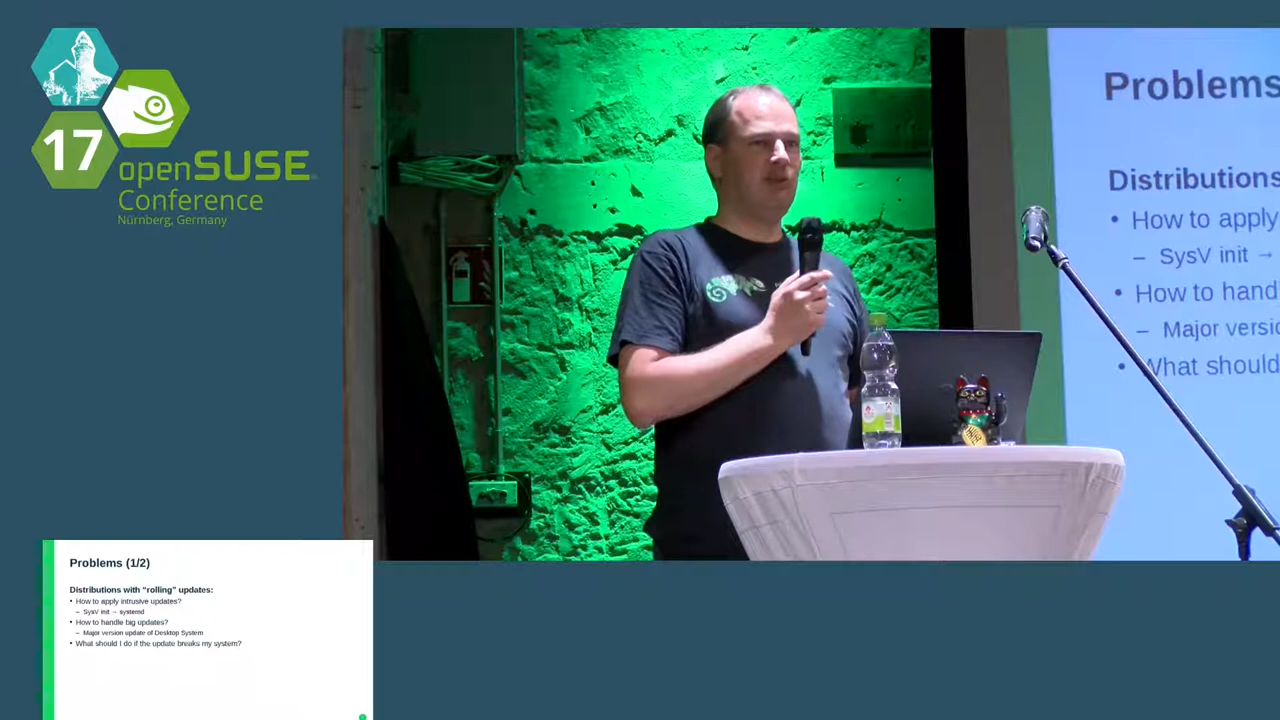 17
openSUSE
Conference
Nürnberg, Germany
Problems
Distributions
• How to apply
– SysV init →
• How to hand
– Major versi
• What should
Problems (1/2)
Distributions with “rolling” updates:
• How to apply intrusive updates?
– SysV init → systemd
• How to handle big updates?
– Major version update of Desktop System
• What should I do if the update breaks my system?